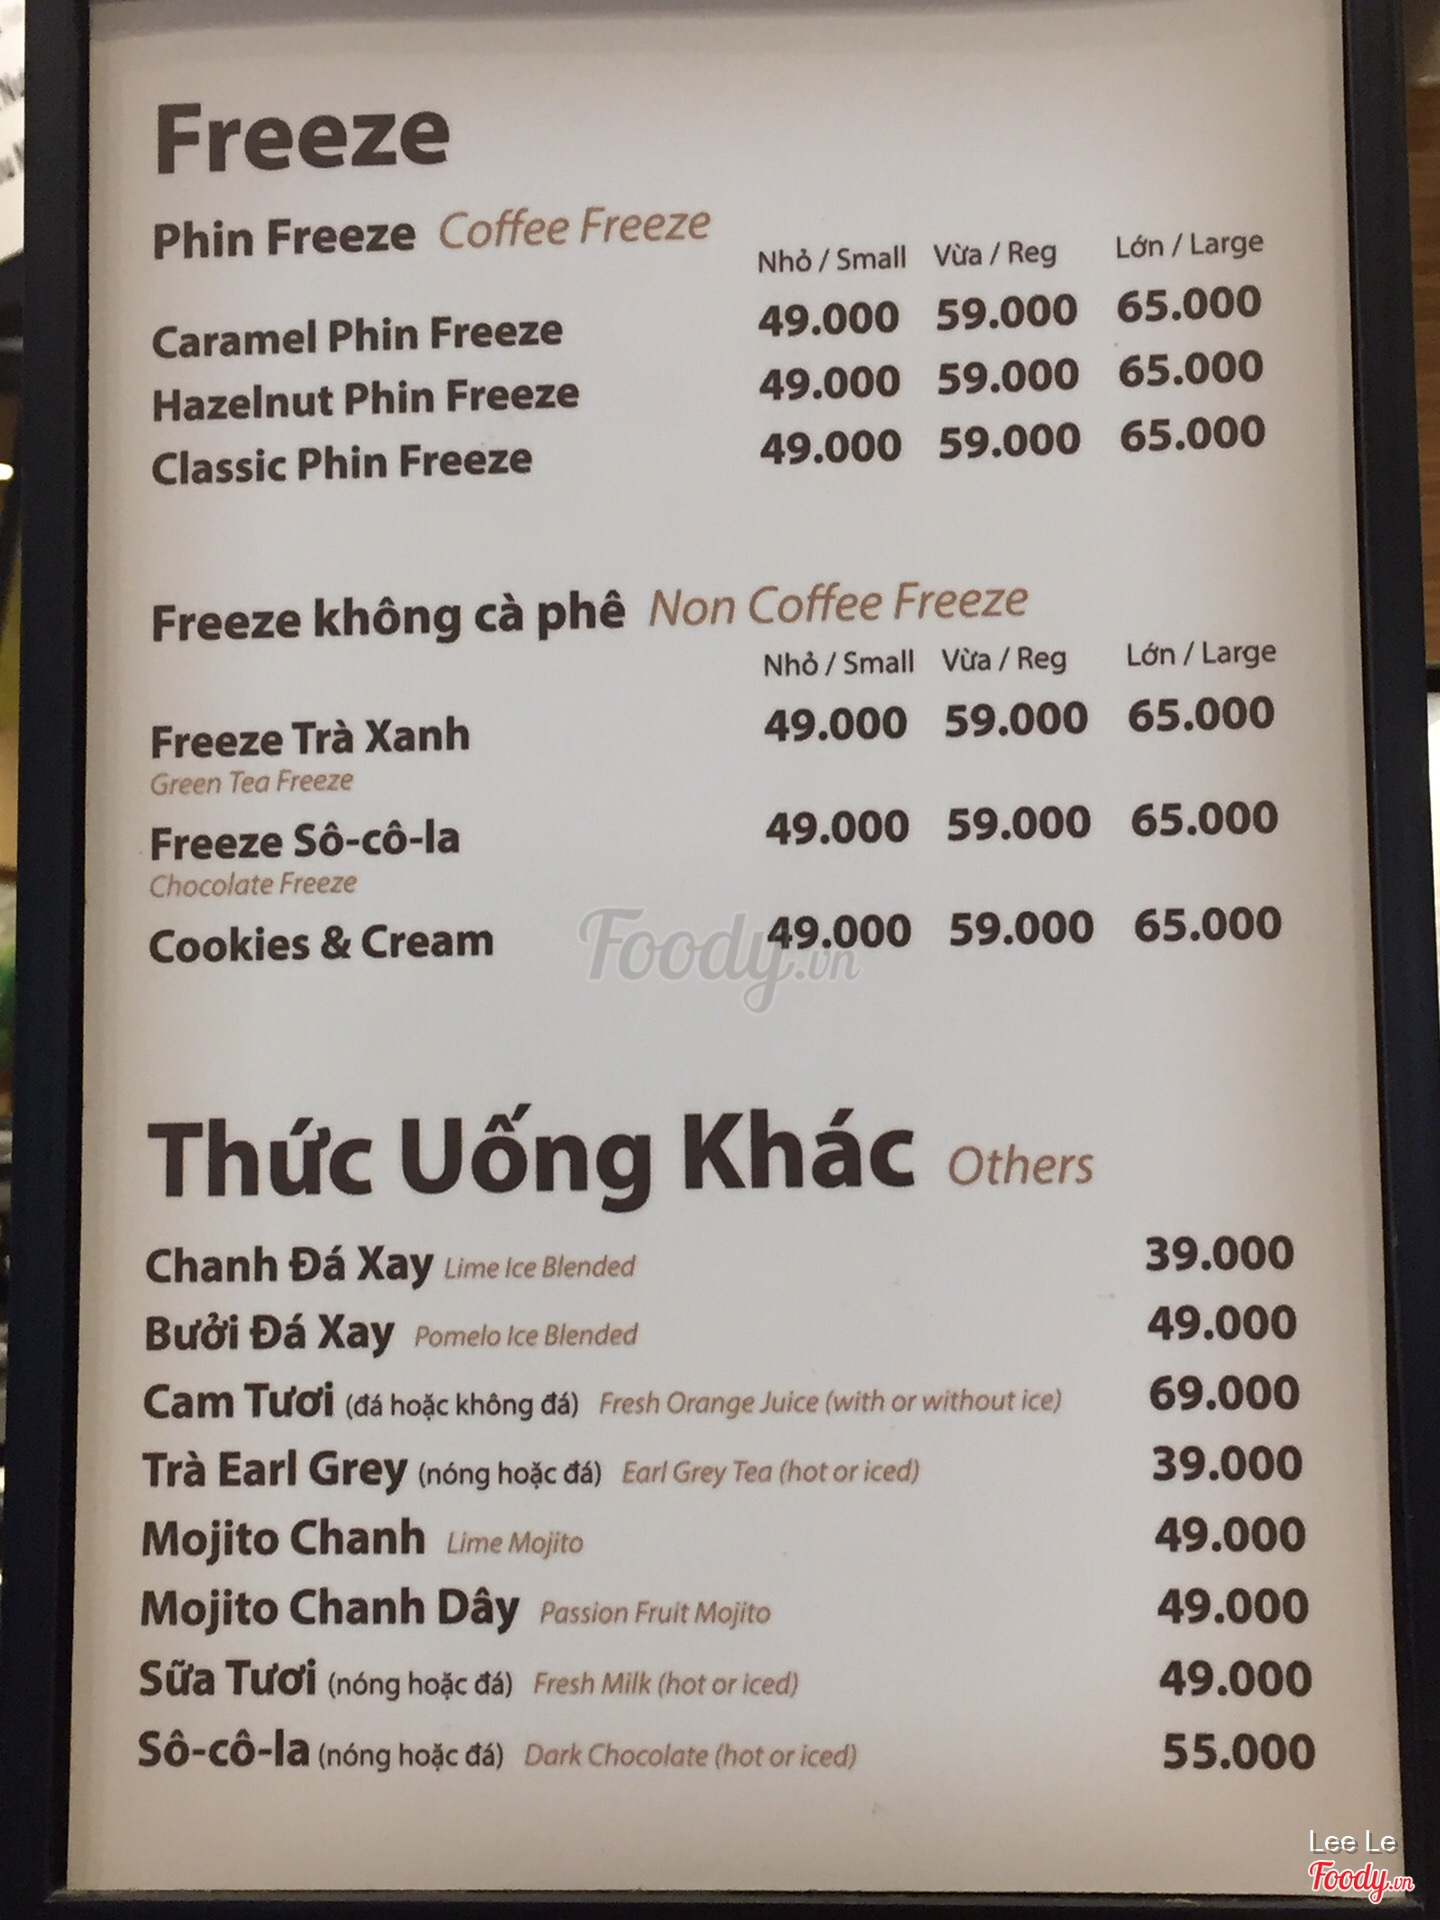 Freeze
Phin Freeze Coffee Freeze
Nhỏ / Small Vừa / Reg Lớn / Large
Caramel Phin Freeze 49.000 59.000 65.000
Hazelnut Phin Freeze 49.000 59.000 65.000
Classic Phin Freeze 49.000 59.000 65.000
Freeze không cà phê Non Coffee Freeze
Nhỏ / Small Vừa / Reg Lớn / Large
Freeze Trà Xanh 49.000 59.000 65.000
Green Tea Freeze
Freeze Sô-cô-la 49.000 59.000 65.000
Chocolate Freeze
Cookies & Cream 49.000 59.000 65.000
Foody.vn
Thức Uống Khác Others
Chanh Đá Xay Lime Ice Blended 39.000
Bưởi Đá Xay Pomelo Ice Blended 49.000
Cam Tươi (đá hoặc không đá) Fresh Orange Juice (with or without ice) 69.000
Trà Earl Grey (nóng hoặc đá) Earl Grey Tea (hot or iced) 39.000
Mojito Chanh Lime Mojito 49.000
Mojito Chanh Dây Passion Fruit Mojito 49.000
Sữa Tươi (nóng hoặc đá) Fresh Milk (hot or iced) 49.000
Sô-cô-la (nóng hoặc đá) Dark Chocolate (hot or iced) 55.000
Lee Le
Foody.vn